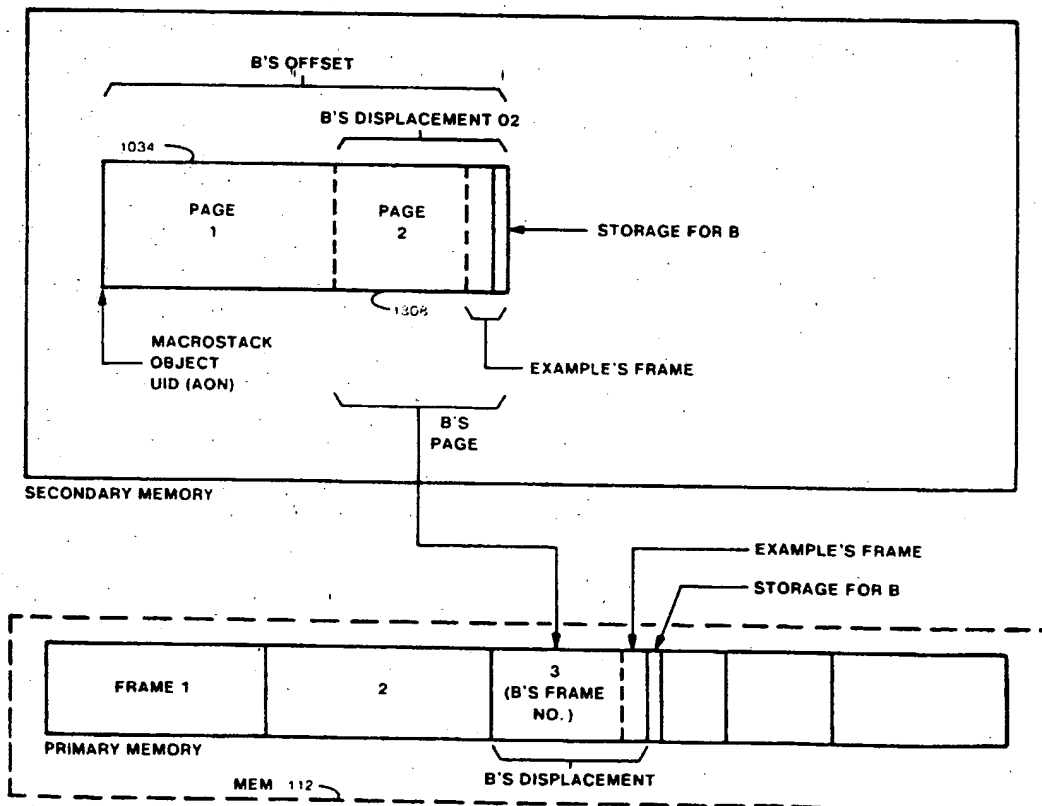 B'S OFFSET
B'S DISPLACEMENT O2
1034
PAGE
1
PAGE
2
STORAGE FOR B
1308
MACROSTACK
OBJECT
UID (AON)
EXAMPLE'S FRAME
B'S
PAGE
SECONDARY MEMORY
EXAMPLE'S FRAME
STORAGE FOR B
FRAME 1
2
3
(B'S FRAME
NO.)
PRIMARY MEMORY
B'S DISPLACEMENT
MEM 112